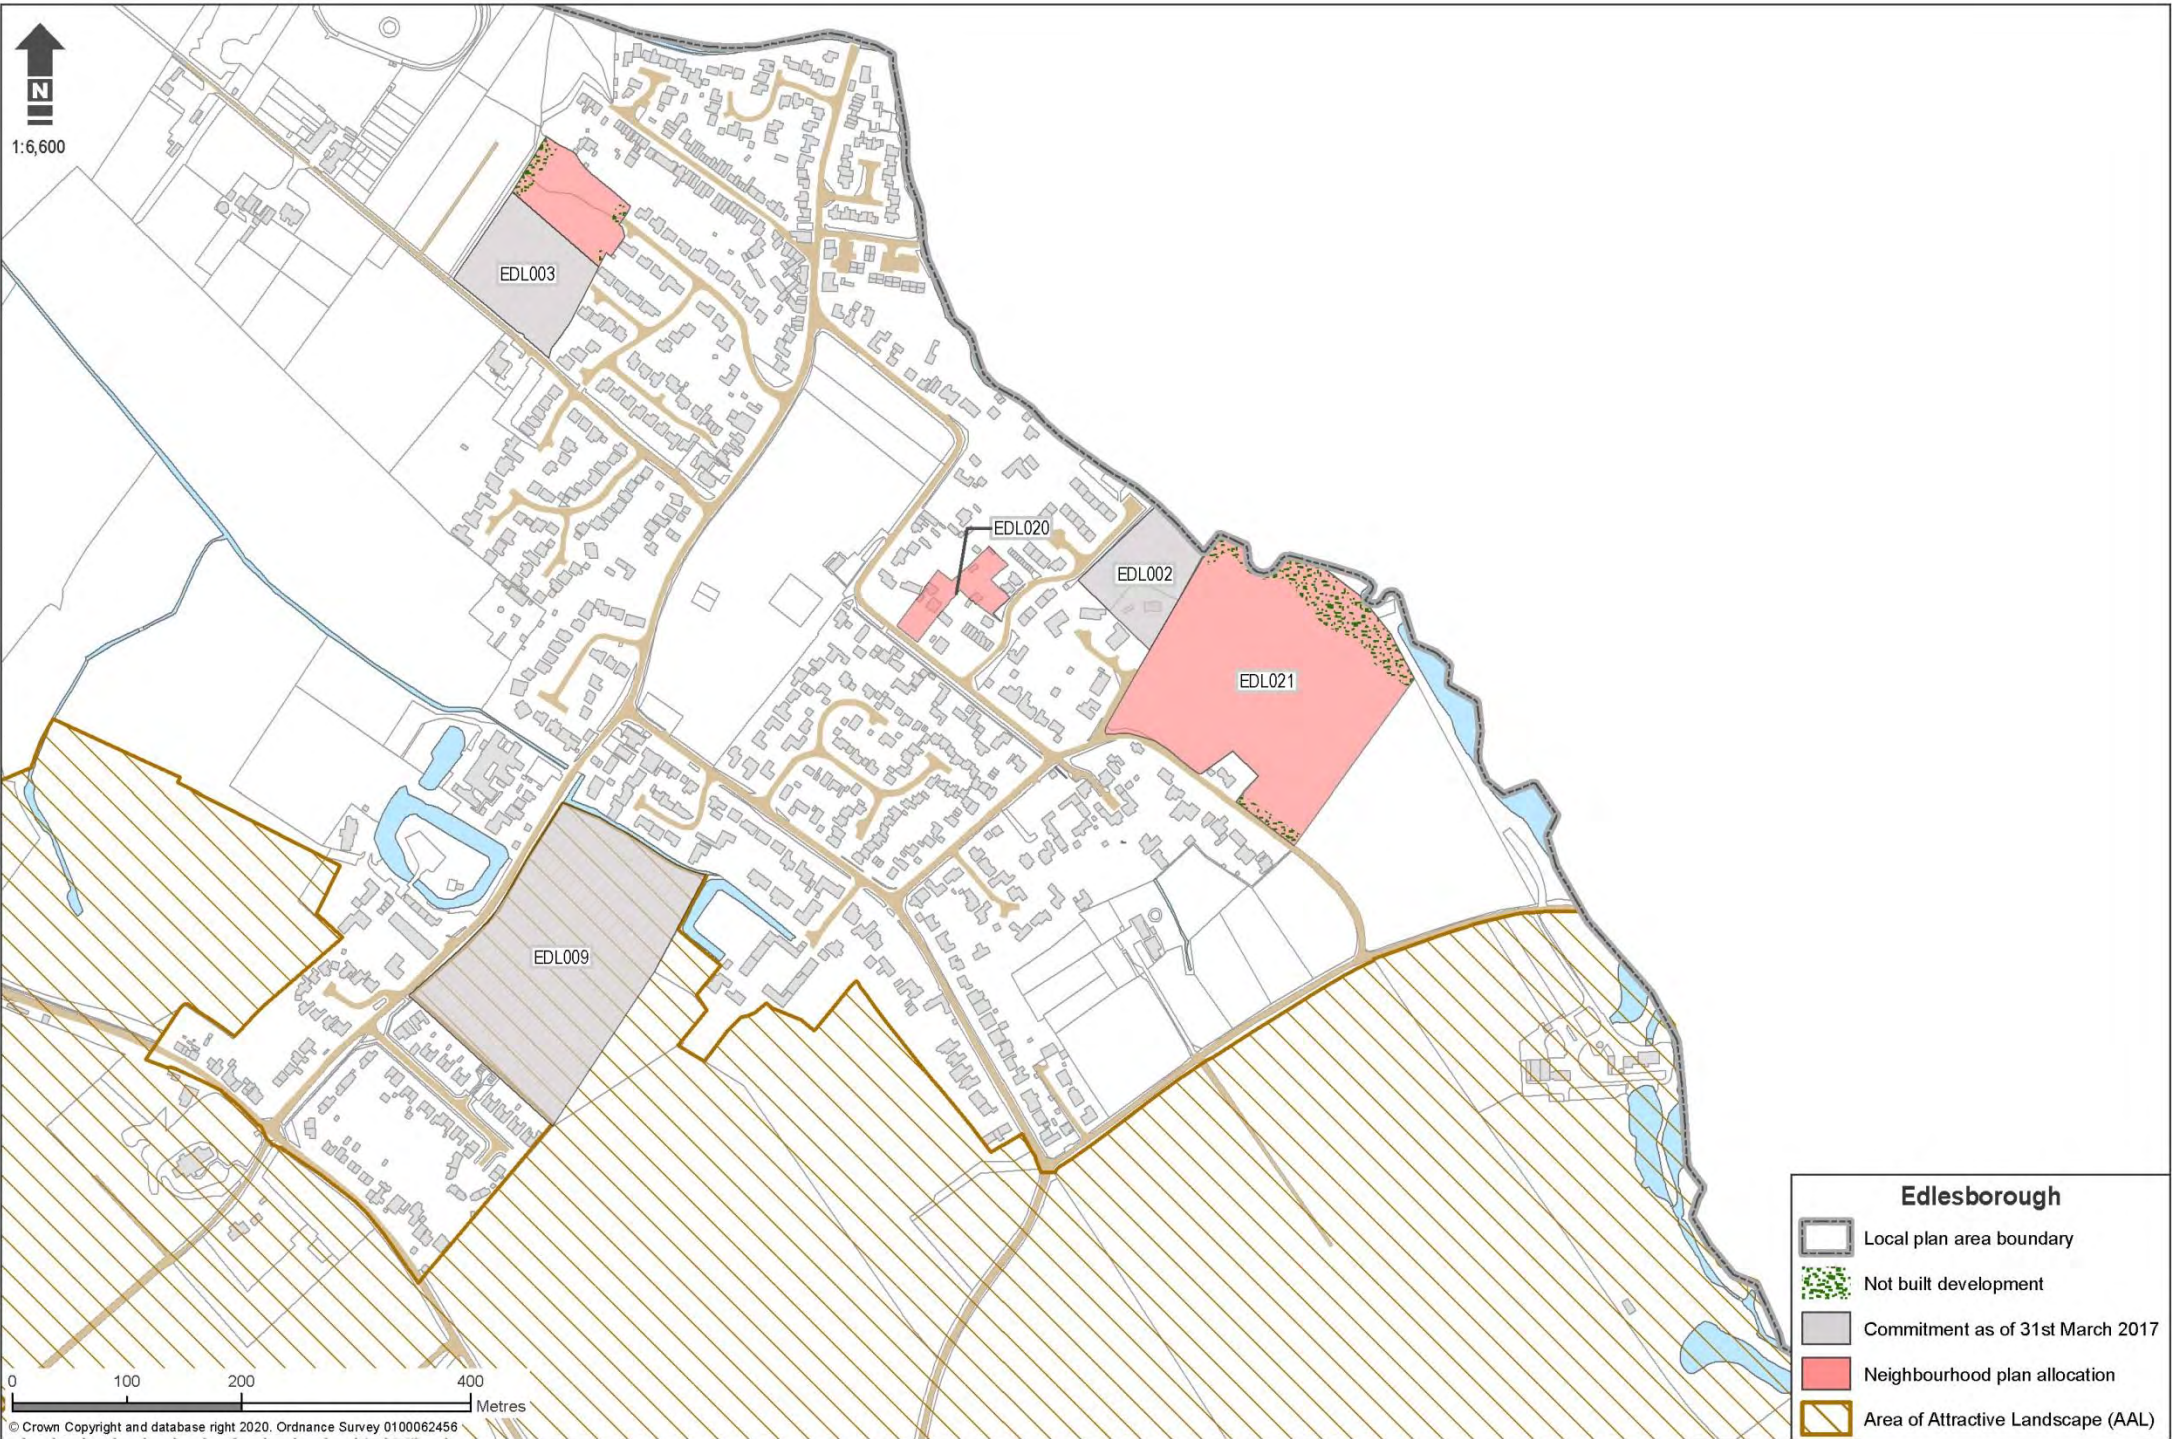 N
1:6,600
EDL003
EDL020
EDL002
EDL021
EDL009
Edlesborough
Local plan area boundary
Not built development
Commitment as of 31st March 2017
Neighbourhood plan allocation
Area of Attractive Landscape (AAL)
0 100 200 400
Metres
© Crown Copyright and database right 2020. Ordnance Survey 0100062456